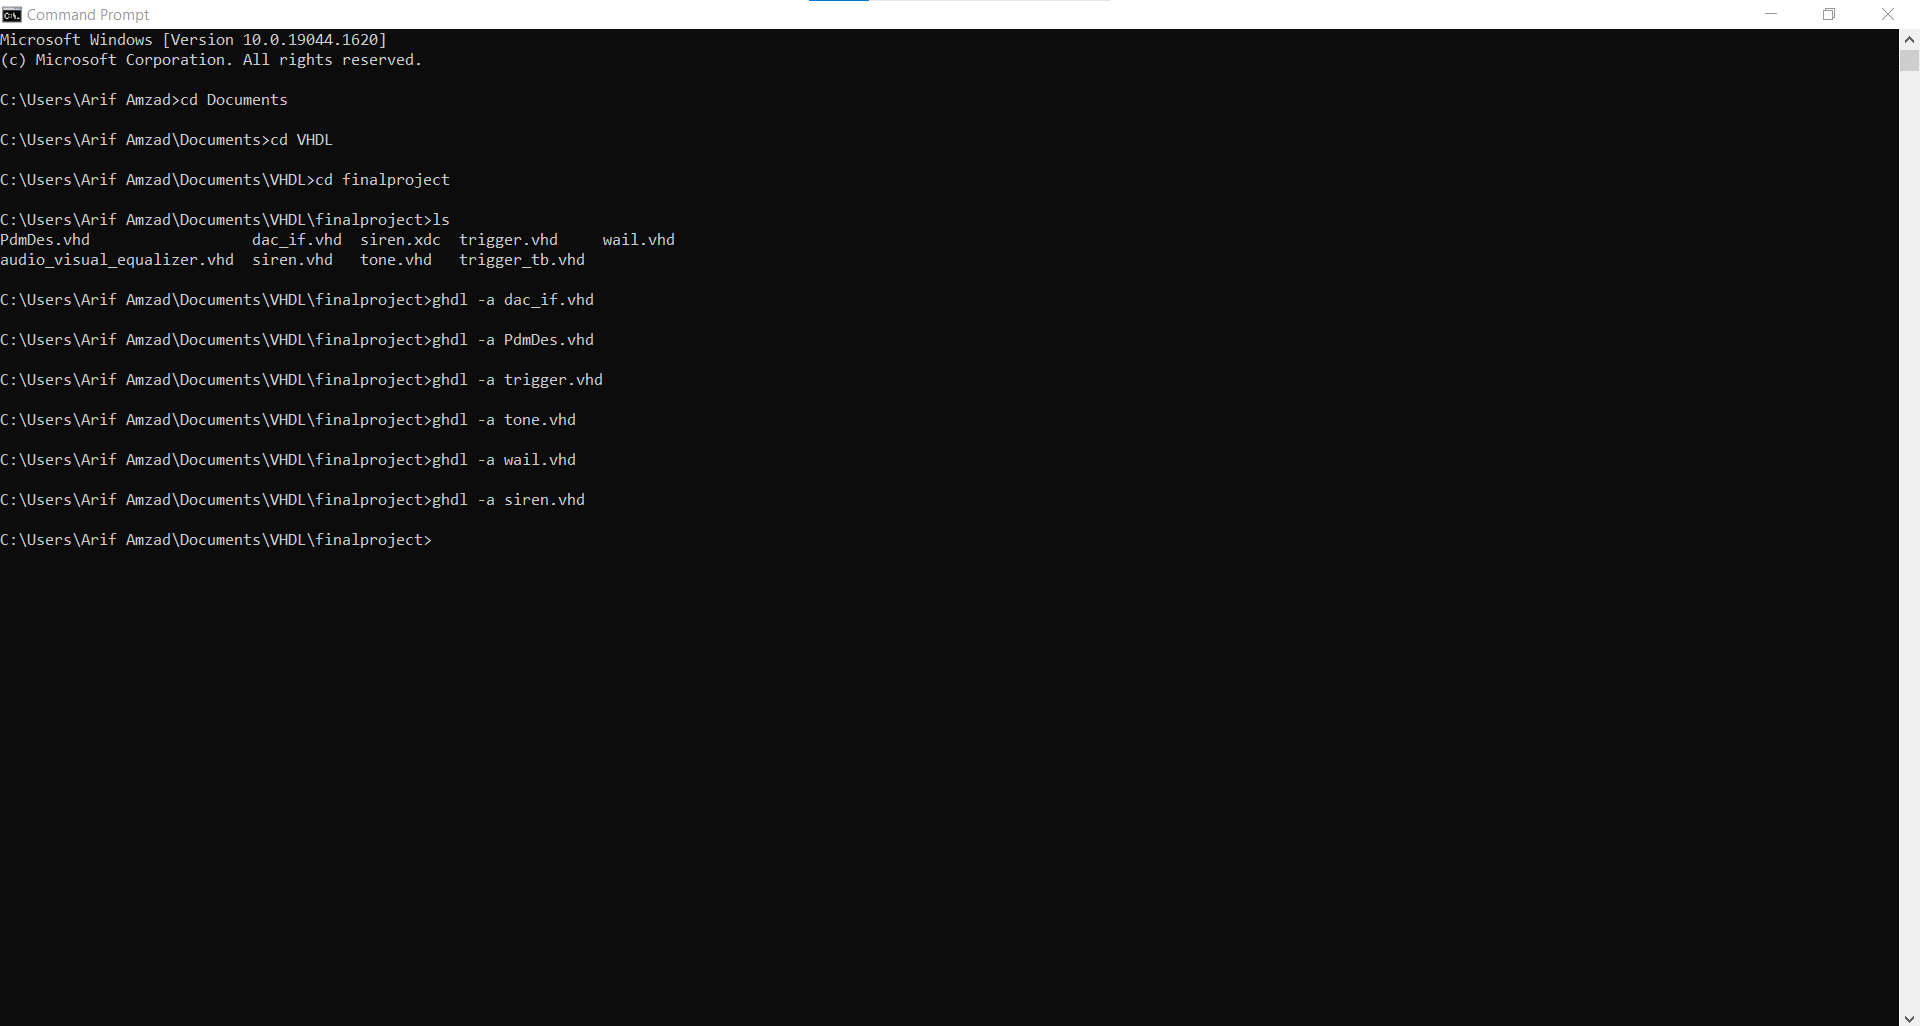 Command Prompt
Microsoft Windows [Version 10.0.19044.1620]
(c) Microsoft Corporation. All rights reserved.
C:\Users\Arif Amzad>cd Documents
C:\Users\Arif Amzad\Documents>cd VHDL
C:\Users\Arif Amzad\Documents\VHDL>cd finalproject
C:\Users\Arif Amzad\Documents\VHDL\finalproject>ls
PdmDes.vhd                  dac_if.vhd  siren.xdc  trigger.vhd     wail.vhd
audio_visual_equalizer.vhd  siren.vhd   tone.vhd   trigger_tb.vhd
C:\Users\Arif Amzad\Documents\VHDL\finalproject>ghdl -a dac_if.vhd
C:\Users\Arif Amzad\Documents\VHDL\finalproject>ghdl -a PdmDes.vhd
C:\Users\Arif Amzad\Documents\VHDL\finalproject>ghdl -a trigger.vhd
C:\Users\Arif Amzad\Documents\VHDL\finalproject>ghdl -a tone.vhd
C:\Users\Arif Amzad\Documents\VHDL\finalproject>ghdl -a wail.vhd
C:\Users\Arif Amzad\Documents\VHDL\finalproject>ghdl -a siren.vhd
C:\Users\Arif Amzad\Documents\VHDL\finalproject>